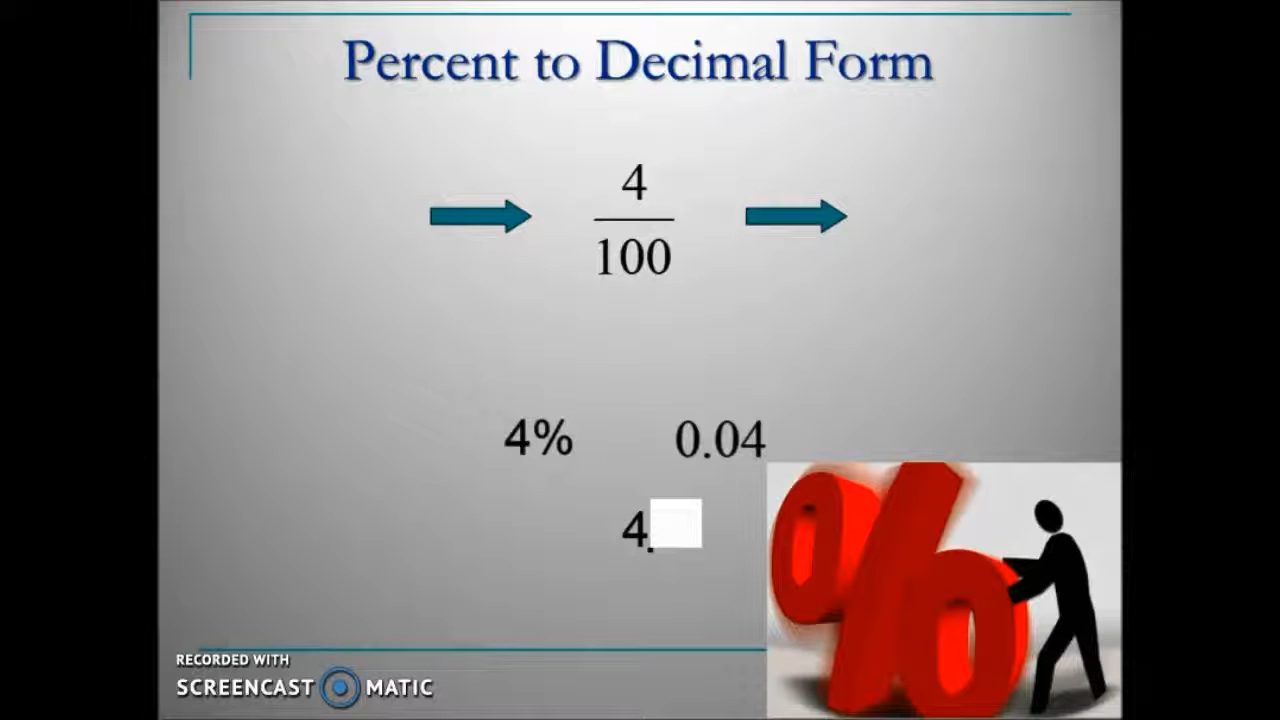 Percent to Decimal Form
4
100
4% 0.04
4.
%
RECORDED WITH
SCREENCAST MATIC